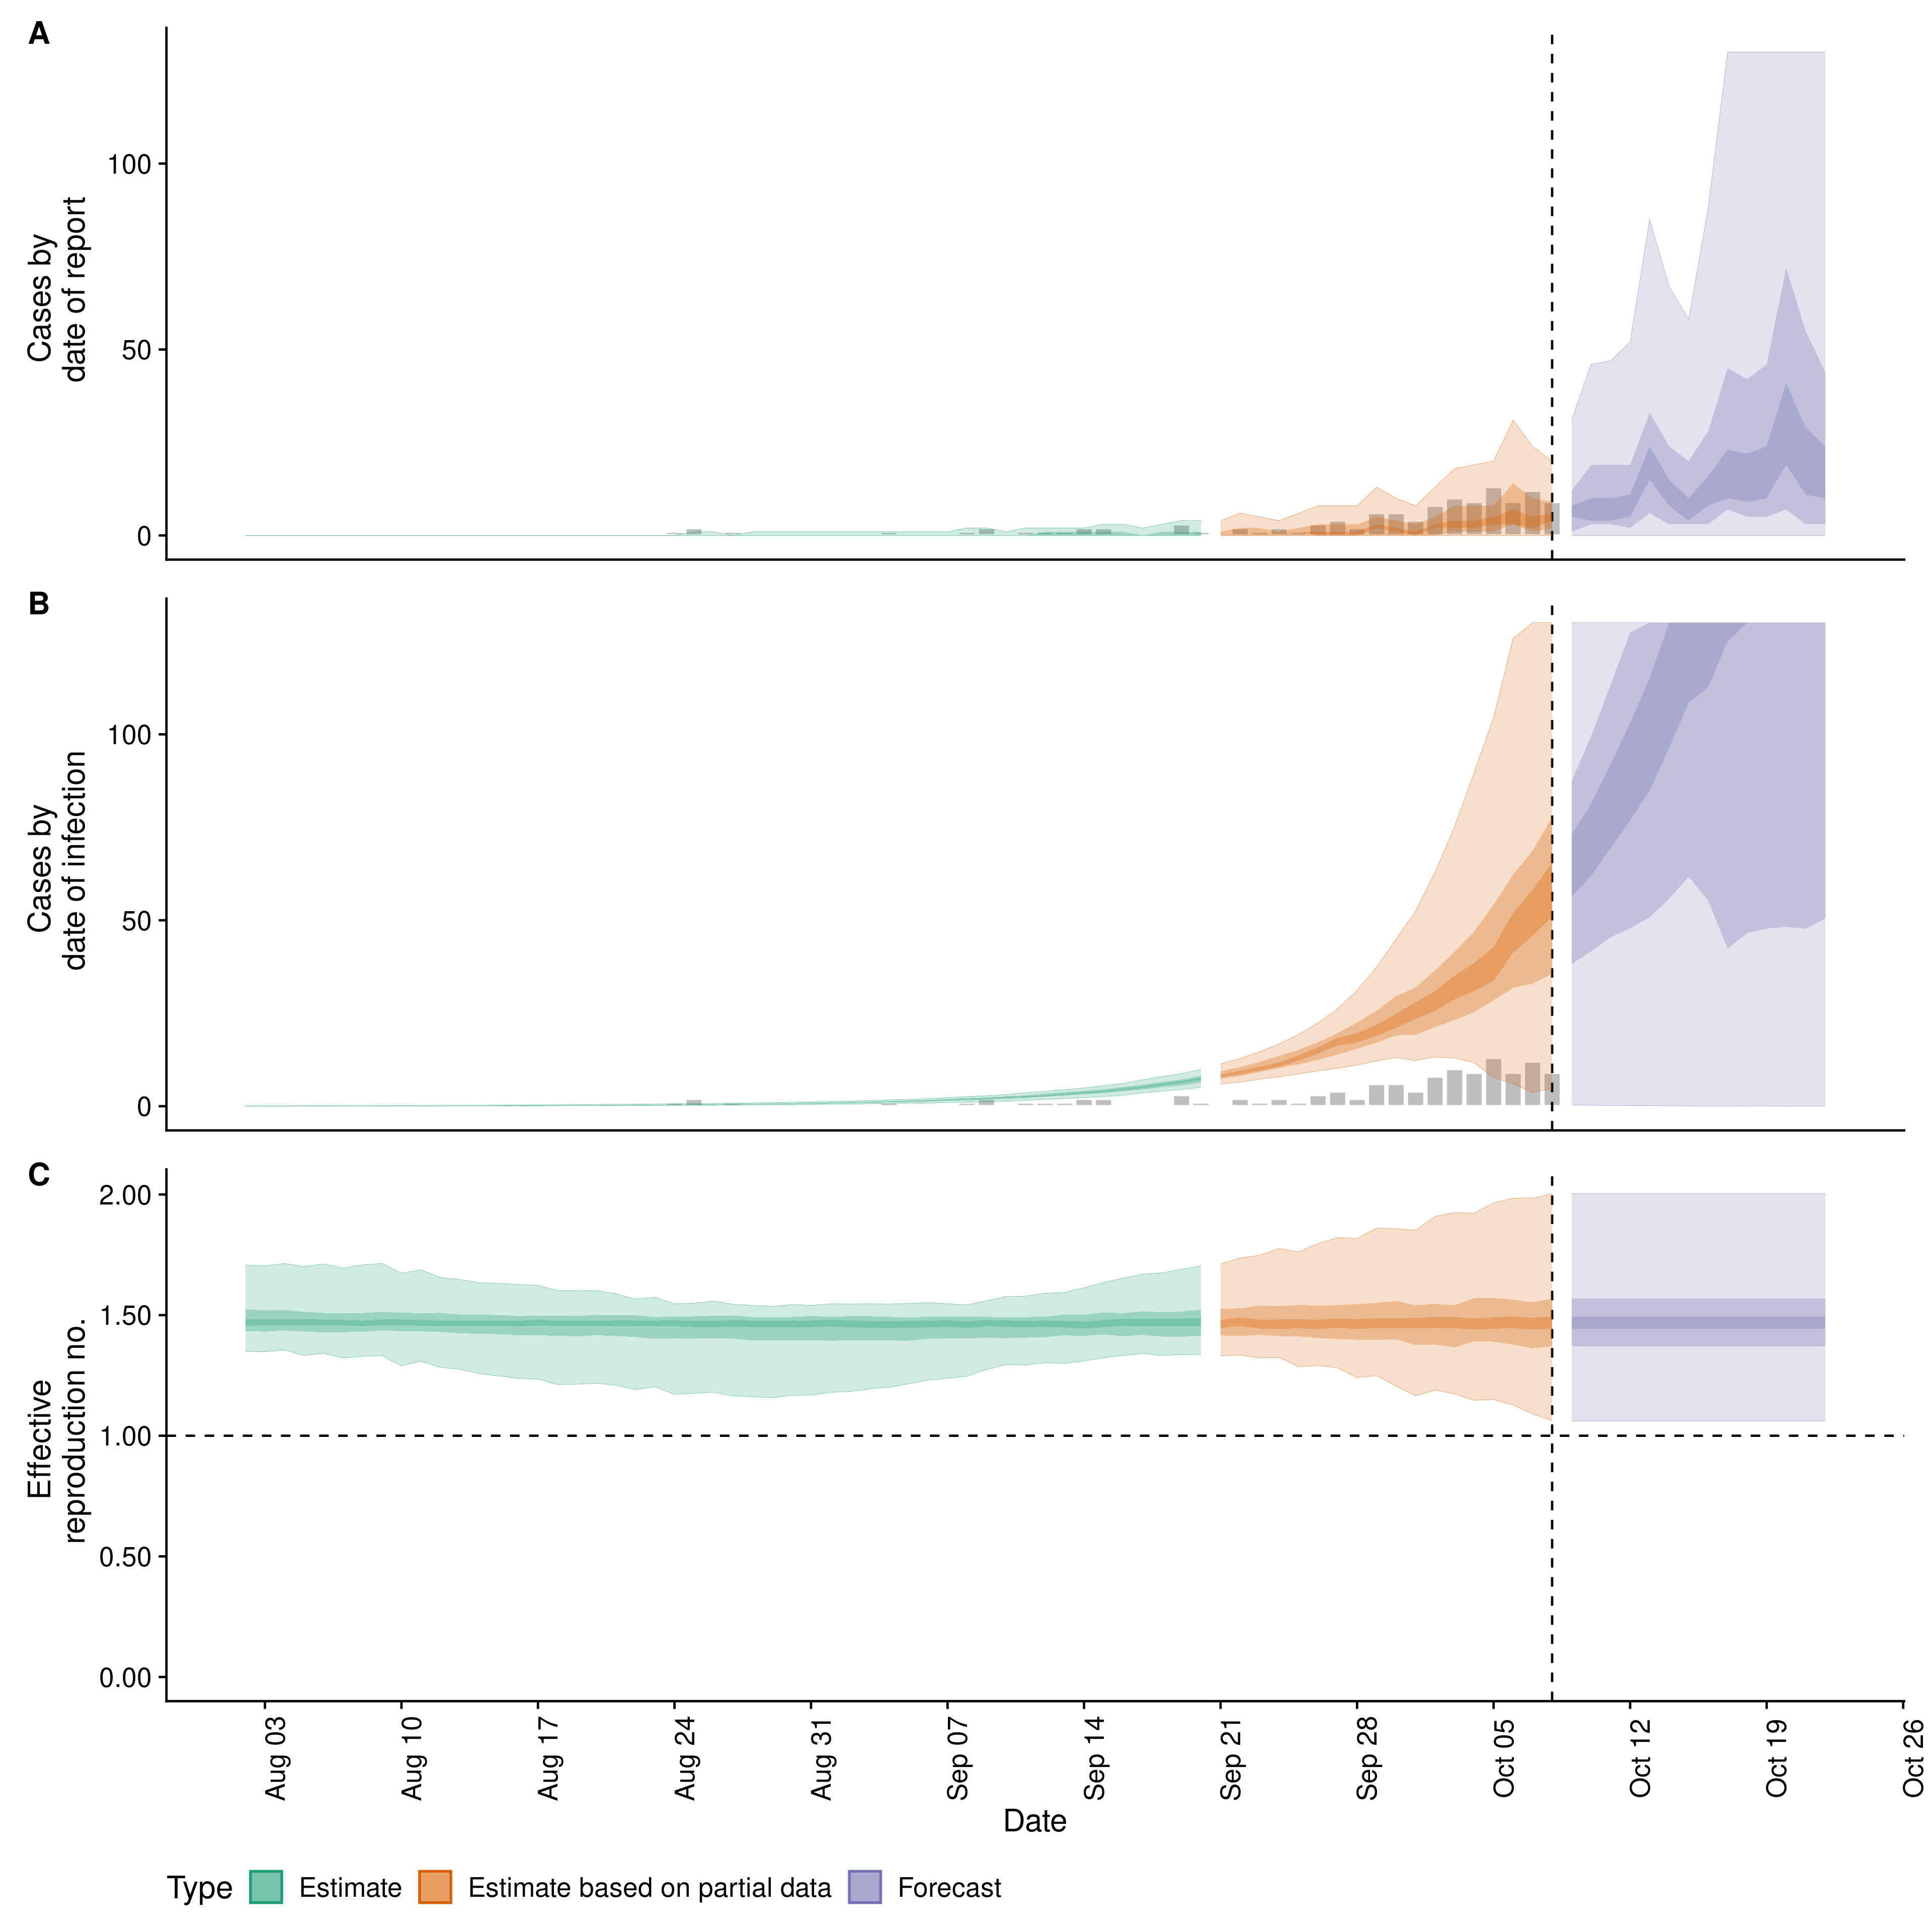 A
Cases by
date of report
100
50
0
B
Cases by
date of infection
100
50
0
C
Effective
reproduction no.
2.00
1.50
1.00
0.50
0.00
Aug 03
Aug 10
Aug 17
Aug 24
Aug 31
Sep 07
Sep 14
Sep 21
Sep 28
Oct 05
Oct 12
Oct 19
Oct 26
Date
Type Estimate Estimate based on partial data Forecast